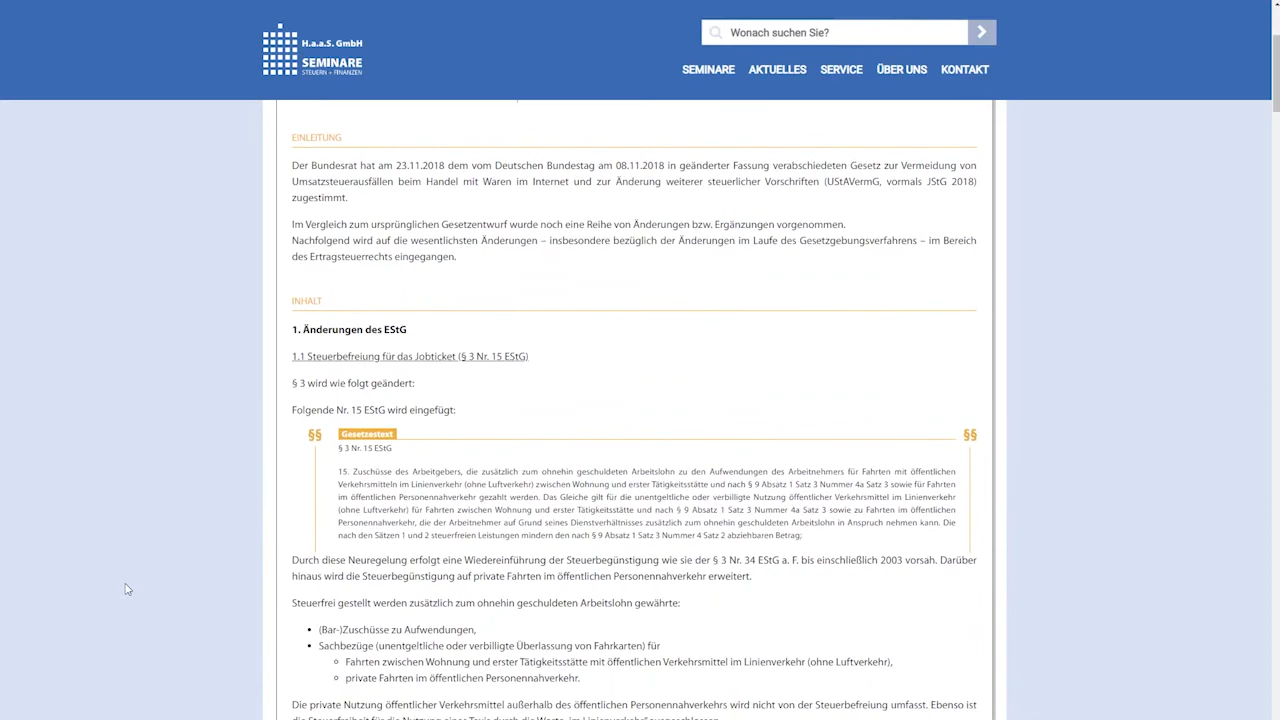 H.a.a.S. GmbH
SEMINARE
STEUERN + FINANZEN
Wonach suchen Sie?
SEMINARE AKTUELLES SERVICE ÜBER UNS KONTAKT
EINLEITUNG
Der Bundesrat hat am 23.11.2018 dem vom Deutschen Bundestag am 08.11.2018 in geänderter Fassung verabschiedeten Gesetz zur Vermeidung von
Umsatzsteuerausfällen beim Handel mit Waren im Internet und zur Änderung weiterer steuerlicher Vorschriften (UStAVermG, vormals JStG 2018)
zugestimmt.
Im Vergleich zum ursprünglichen Gesetzentwurf wurde noch eine Reihe von Änderungen bzw. Ergänzungen vorgenommen.
Nachfolgend wird auf die wesentlichsten Änderungen – insbesondere bezüglich der Änderungen im Laufe des Gesetzgebungsverfahrens – im Bereich
des Ertragsteuerrechts eingegangen.
INHALT
1. Änderungen des EStG
1.1 Steuerbefreiung für das Jobticket (§ 3 Nr. 15 EStG)
§ 3 wird wie folgt geändert:
Folgende Nr. 15 EStG wird eingefügt:
§§ Gesetzestext §§
§ 3 Nr. 15 EStG
15. Zuschüsse des Arbeitgebers, die zusätzlich zum ohnehin geschuldeten Arbeitslohn zu den Aufwendungen des Arbeitnehmers für Fahrten mit öffentlichen
Verkehrsmitteln im Linienverkehr (ohne Luftverkehr) zwischen Wohnung und erster Tätigkeitsstätte und nach § 9 Absatz 1 Satz 3 Nummer 4a Satz 3 sowie für Fahrten
im öffentlichen Personennahverkehr gezahlt werden. Das Gleiche gilt für die unentgeltliche oder verbilligte Nutzung öffentlicher Verkehrsmittel im Linienverkehr
(ohne Luftverkehr) für Fahrten zwischen Wohnung und erster Tätigkeitsstätte und nach § 9 Absatz 1 Satz 3 Nummer 4a Satz 3 sowie zu Fahrten im öffentlichen
Personennahverkehr, die der Arbeitnehmer auf Grund seines Dienstverhältnisses zusätzlich zum ohnehin geschuldeten Arbeitslohn in Anspruch nehmen kann. Die
nach den Sätzen 1 und 2 steuerfreien Leistungen mindern den nach § 9 Absatz 1 Satz 3 Nummer 4 Satz 2 abziehbaren Betrag;
Durch diese Neuregelung erfolgt eine Wiedereinführung der Steuerbegünstigung wie sie der § 3 Nr. 34 EStG a. F. bis einschließlich 2003 vorsah. Darüber
hinaus wird die Steuerbegünstigung auf private Fahrten im öffentlichen Personennahverkehr erweitert.
Steuerfrei gestellt werden zusätzlich zum ohnehin geschuldeten Arbeitslohn gewährte:
• (Bar-)Zuschüsse zu Aufwendungen,
• Sachbezüge (unentgeltliche oder verbilligte Überlassung von Fahrkarten) für
◦ Fahrten zwischen Wohnung und erster Tätigkeitsstätte mit öffentlichen Verkehrsmittel im Linienverkehr (ohne Luftverkehr),
◦ private Fahrten im öffentlichen Personennahverkehr.
Die private Nutzung öffentlicher Verkehrsmittel außerhalb des öffentlichen Personennahverkehrs wird nicht von der Steuerbefreiung umfasst. Ebenso ist